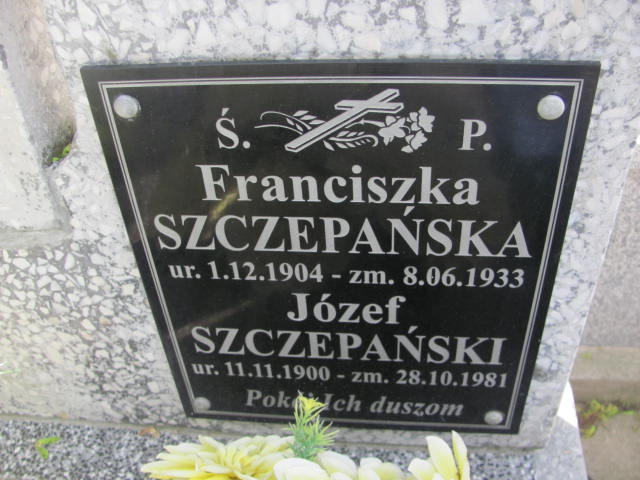 Ś. P.
Franciszka
SZCZEPAŃSKA
ur. 1.12.1904 - zm. 8.06.1933
Józef
SZCZEPAŃSKI
ur. 11.11.1900 - zm. 28.10.1981
Pokój Ich duszom